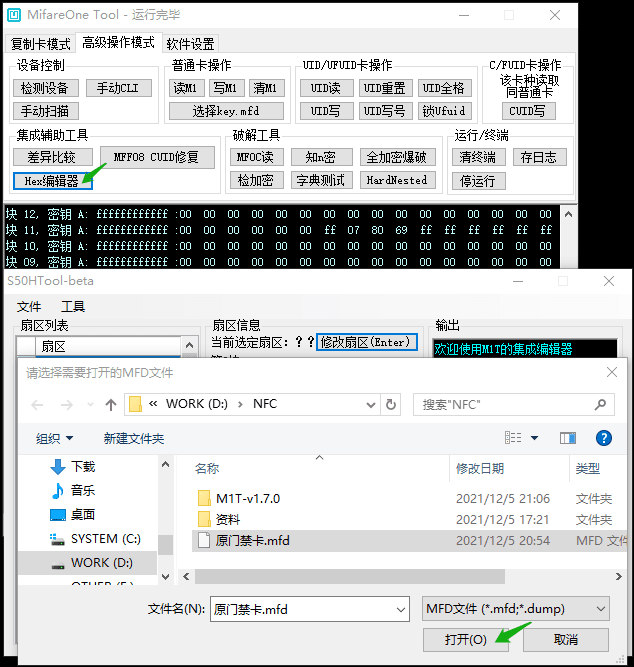 MifareOne Tool - 运行完毕
复制卡模式 高级操作模式 软件设置
设备控制 普通卡操作 UID/UFUID卡操作 C/FUID卡操作
检测设备 手动CLI 读M1 写M1 清M1 UID读 UID重置 UID全格 该卡种读取
同普通卡
手动扫描 选择key.mfd UID写 UID写号 锁Ufuid CUID写
集成辅助工具 破解工具 运行/终端
差异比较 MFF08 CUID修复 MFOC读 知n密 全加密爆破 清终端 存日志
Hex编辑器 检加密 字典测试 HardNested 停运行
块 12, 密钥 A: ffffffffffff :00 00 00 00 00 00 00 00 00 00 00 00 00 00 00 00
块 11, 密钥 A: ffffffffffff :00 00 00 00 00 00 ff 07 80 69 ff ff ff ff ff ff
块 10, 密钥 A: ffffffffffff :00 00 00 00 00 00 00 00 00 00 00 00 00 00 00 00
块 09, 密钥 A: ffffffffffff :00 00 00 00 00 00 00 00 00 00 00 00 00 00 00 00
S50HTool-beta
文件 工具
扇区列表 扇区信息 输出
扇区 当前选定扇区：？？ 修改扇区(Enter) 欢迎使用M1T的集成编辑器
请选择需要打开的MFD文件
« WORK (D:) › NFC 搜索"NFC"
组织 新建文件夹
名称 修改日期 类型
下载
音乐 M1T-v1.7.0 2021/12/5 21:06 文件夹
桌面 资料 2021/12/5 17:21 文件夹
SYSTEM (C:) 原门禁卡.mfd 2021/12/5 20:54 MFD 文件
WORK (D:)
文件名(N): 原门禁卡.mfd MFD文件 (*.mfd;*.dump)
打开(O) 取消